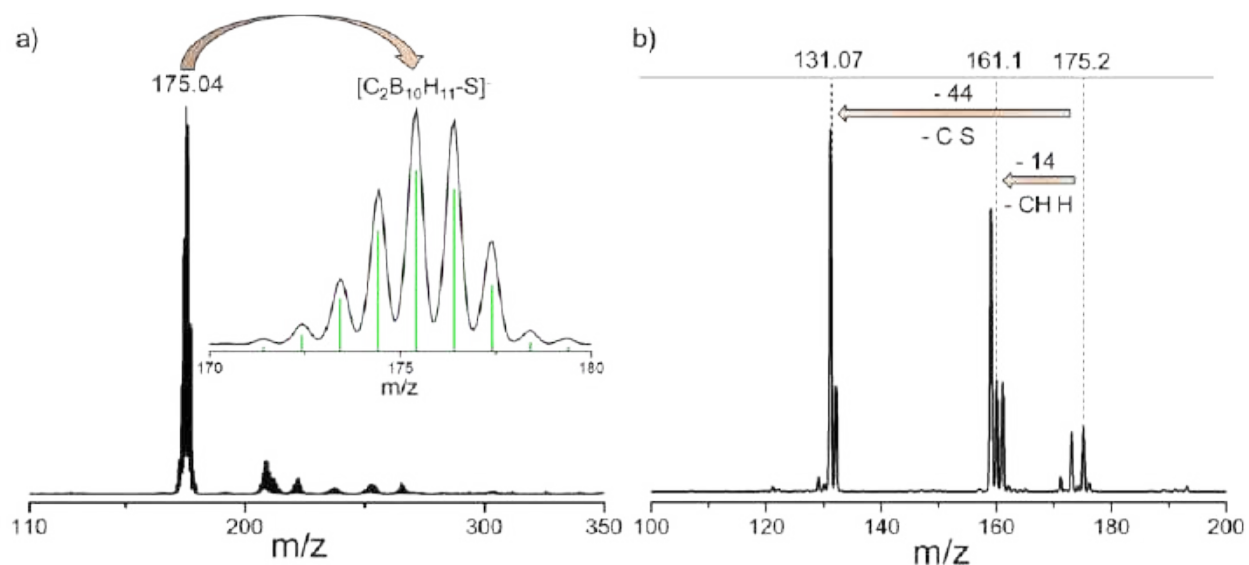 a)
175.04
[C₂B₁₀H₁₁-S]⁻
170 175 180
m/z
110 200 300 350
m/z
b)
131.07 161.1 175.2
- 44
- C S
- 14
- CH H
100 120 140 160 180 200
m/z